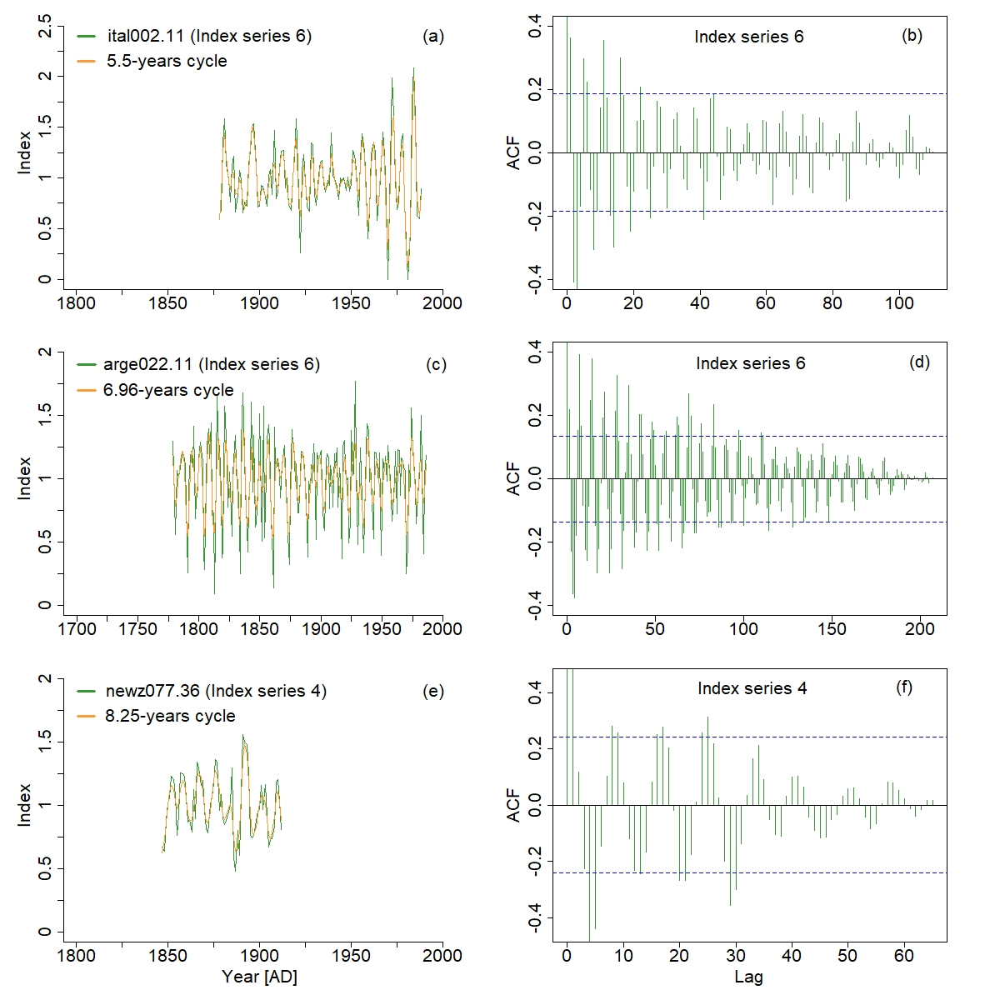 ital002.11 (Index series 6)
(a)
5.5-years cycle
Index
0 0.5 1 1.5 2 2.5
1800 1850 1900 1950 2000
Index series 6
(b)
ACF
-0.4 -0.2 0.0 0.2 0.4
0 20 40 60 80 100
arge022.11 (Index series 6)
(c)
6.96-years cycle
Index
0 0.5 1 1.5 2
1700 1750 1800 1850 1900 1950 2000
Index series 6
(d)
ACF
-0.4 -0.2 0.0 0.2 0.4
0 50 100 150 200
newz077.36 (Index series 4)
(e)
8.25-years cycle
Index
0 0.5 1 1.5 2
1800 1850 1900 1950 2000
Year [AD]
Index series 4
(f)
ACF
-0.4 -0.2 0.0 0.2 0.4
0 10 20 30 40 50 60
Lag